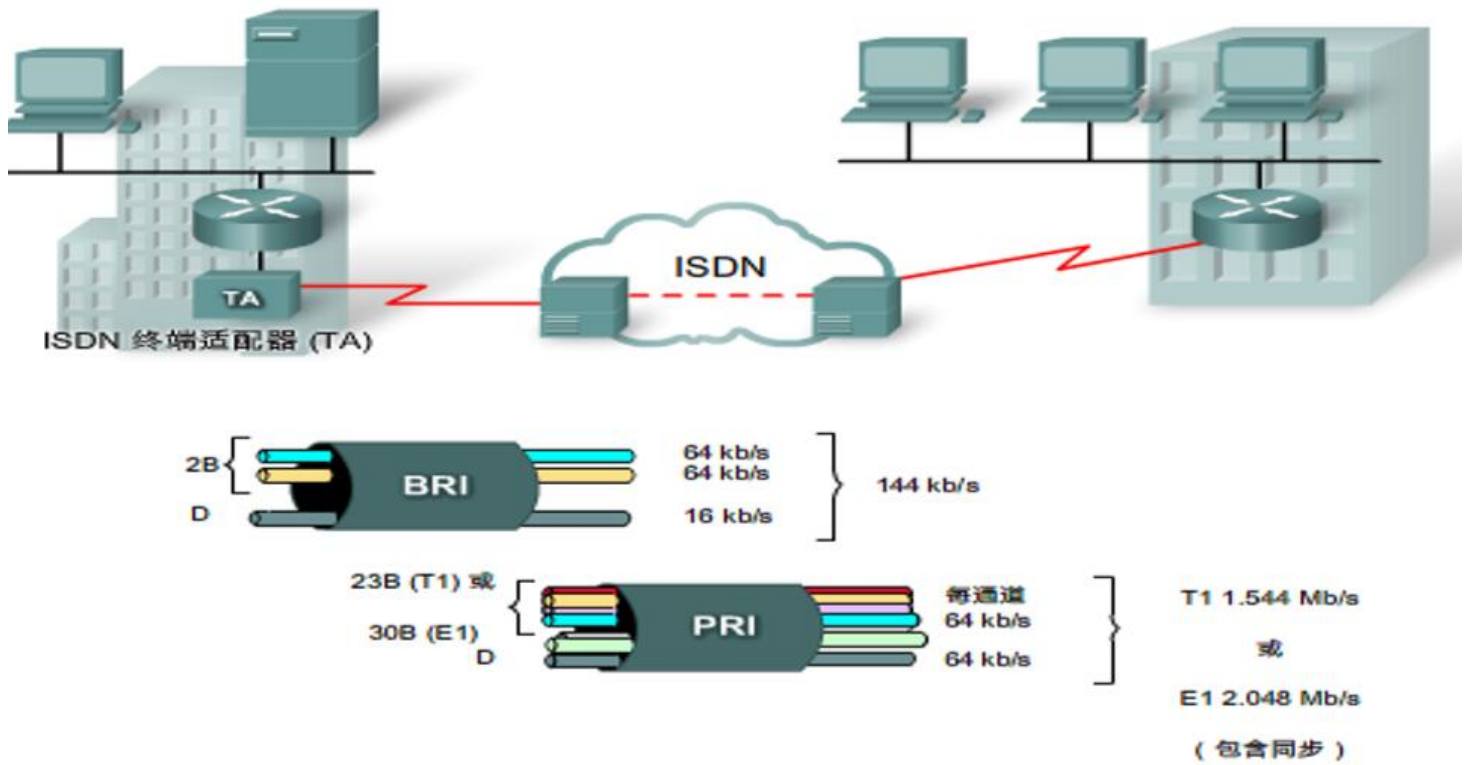 ISDN
TA
ISDN 终端适配器 (TA)
2B
D
BRI
64 kb/s
64 kb/s
16 kb/s
144 kb/s
23B (T1) 或
30B (E1)
D
PRI
每通道
64 kb/s
64 kb/s
T1 1.544 Mb/s
或
E1 2.048 Mb/s
( 包含同步 )